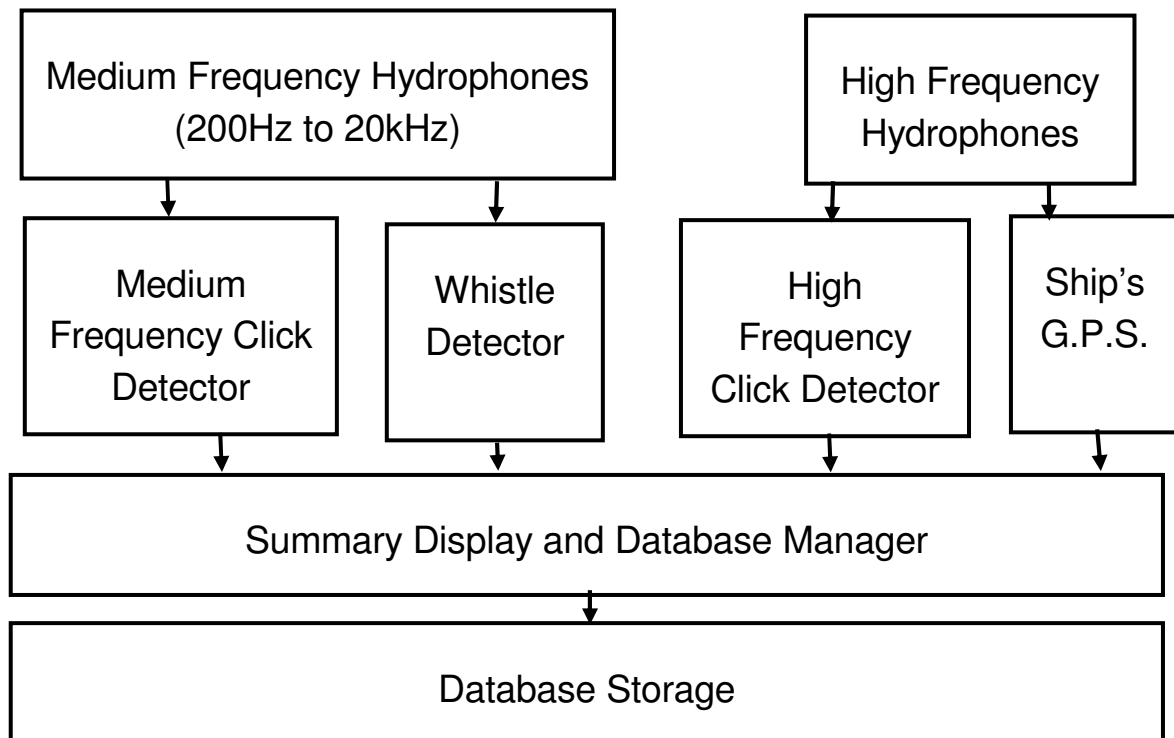 Medium Frequency Hydrophones
(200Hz to 20kHz)
High Frequency
Hydrophones
Medium
Frequency Click
Detector
Whistle
Detector
High
Frequency
Click Detector
Ship's
G.P.S.
Summary Display and Database Manager
Database Storage